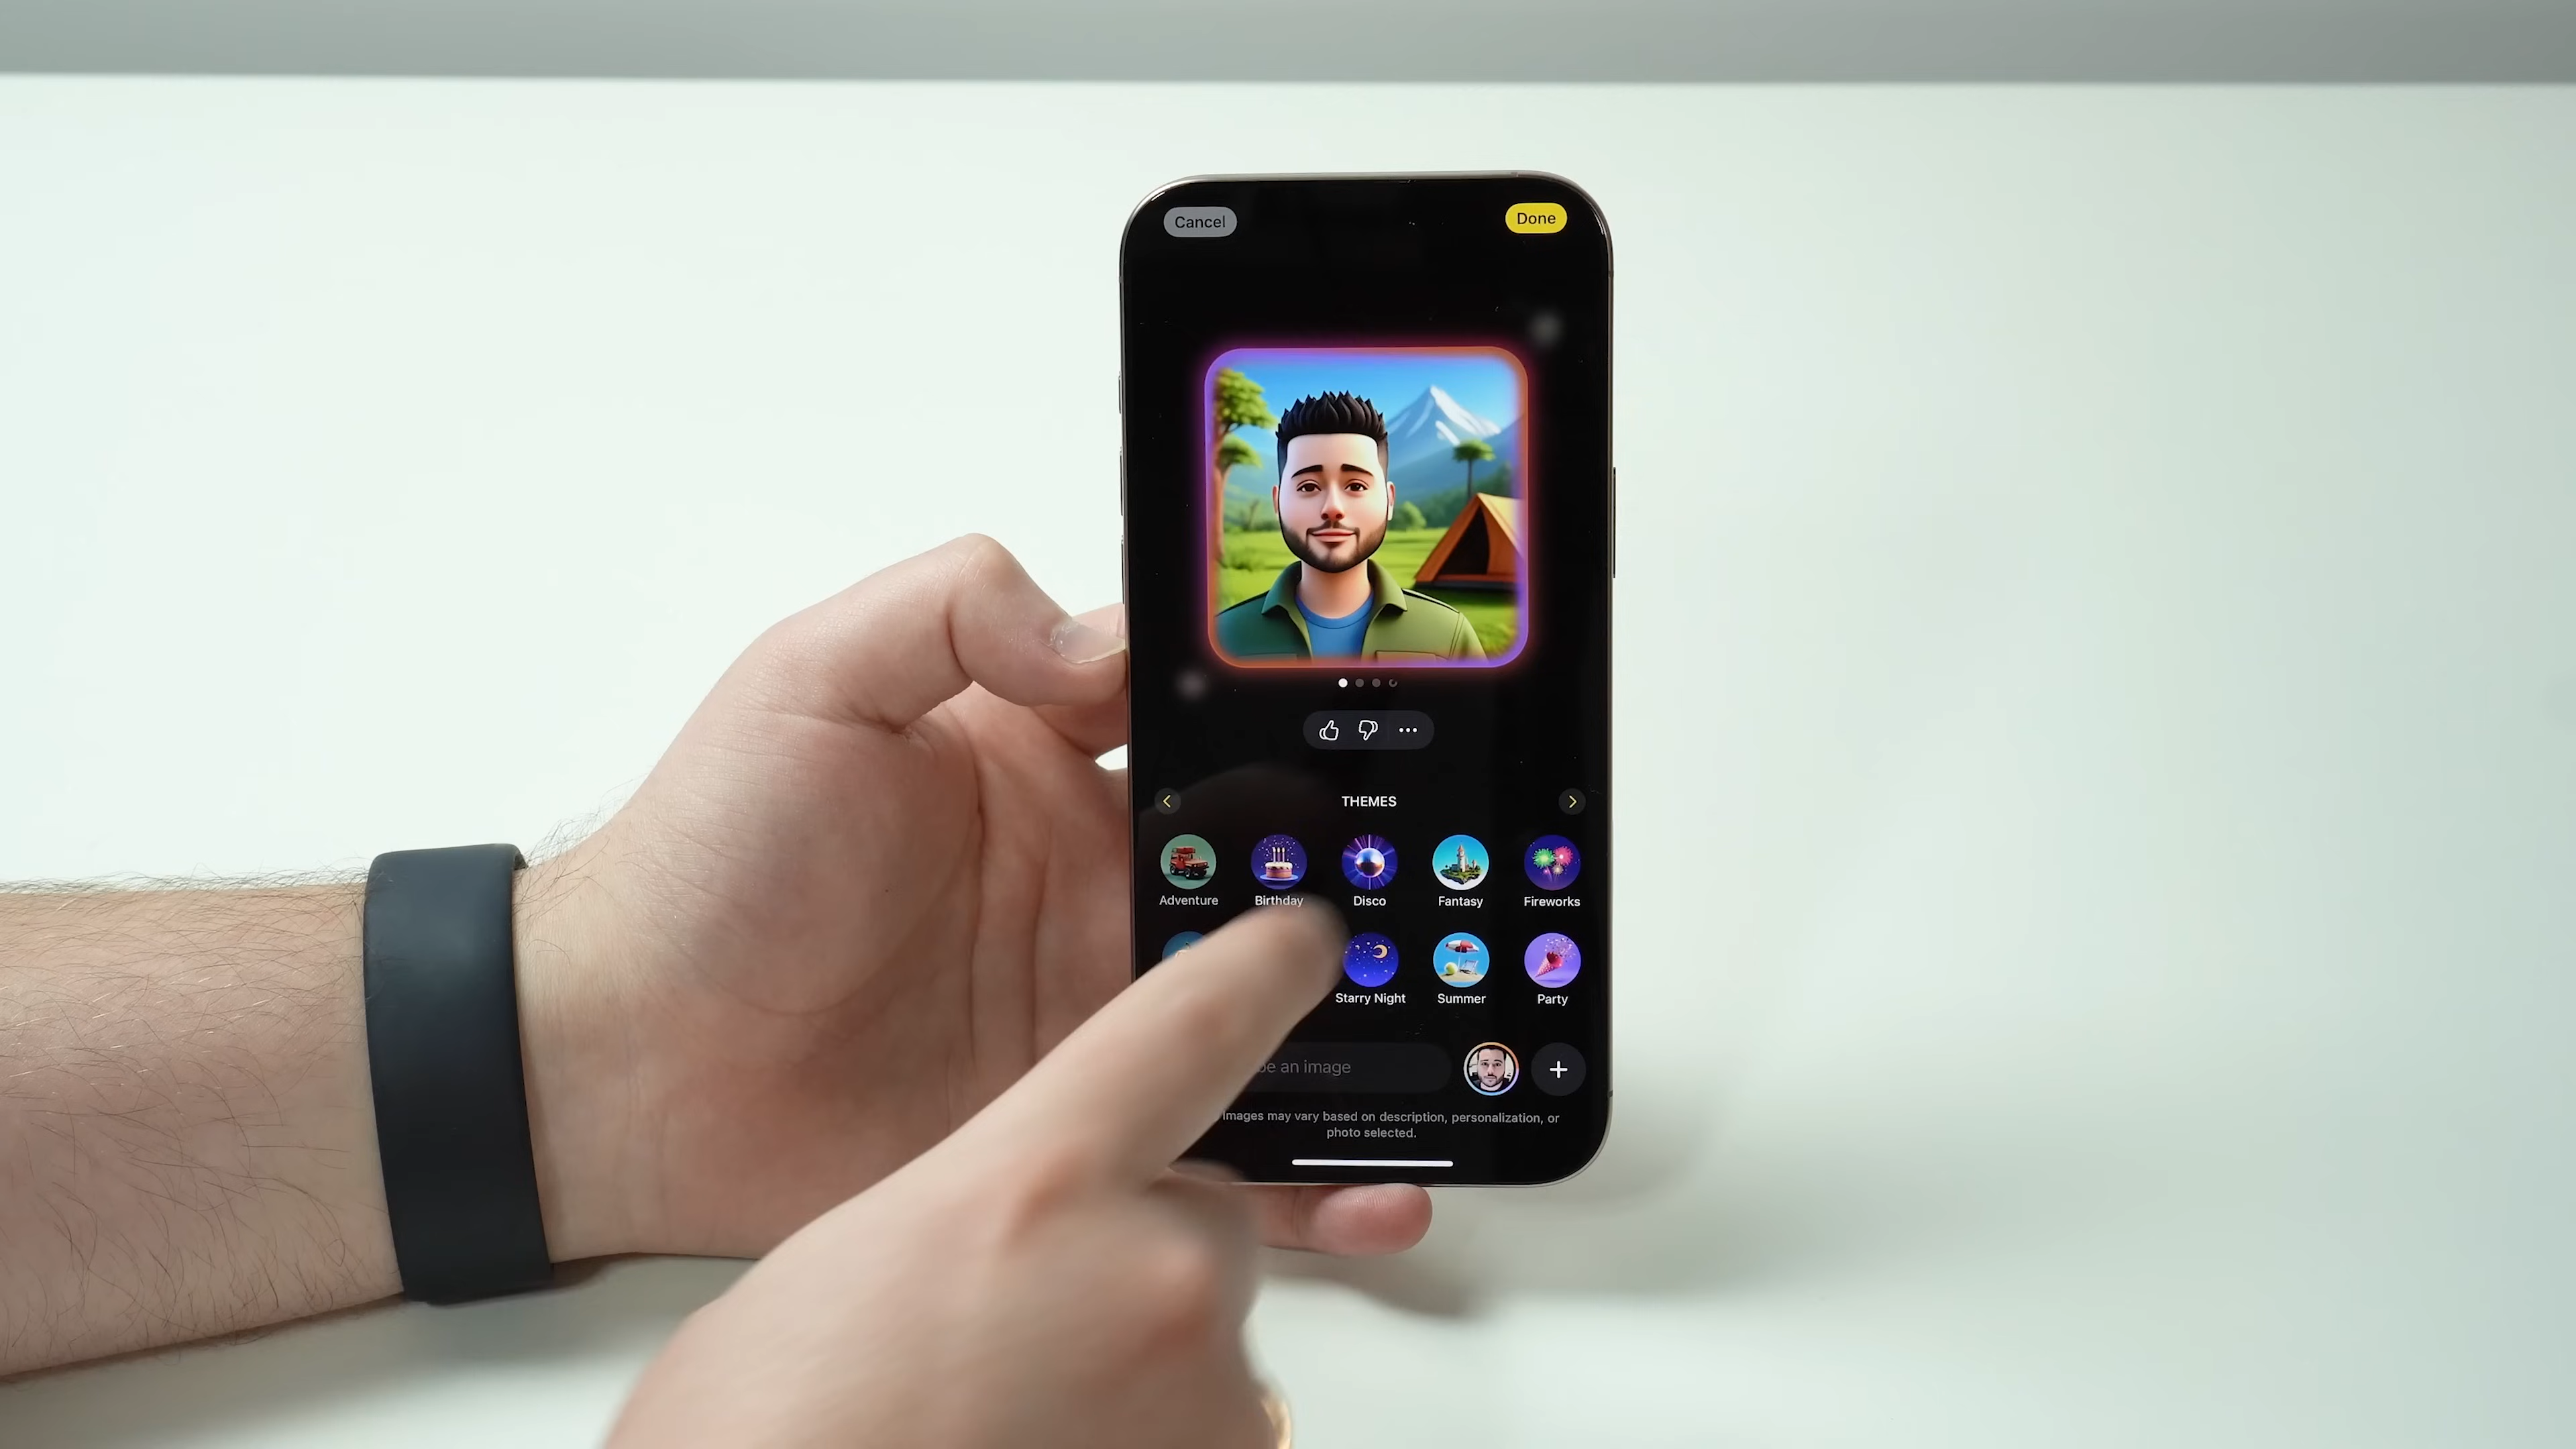 Cancel
Done
THEMES
Adventure
Birthday
Disco
Fantasy
Fireworks
Starry Night
Summer
Party
an image
images may vary based on description, personalization, or
photo selected.